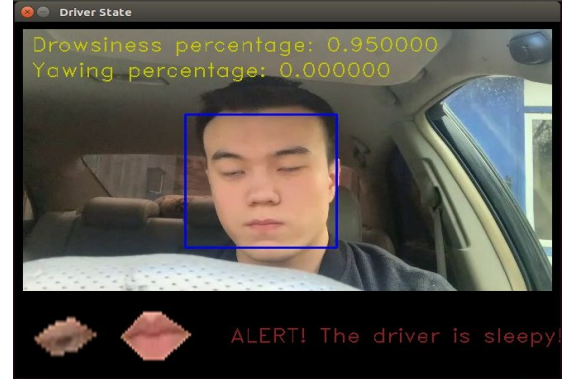 Driver State
Drowsiness percentage: 0.950000
Yawing percentage: 0.000000
ALERT! The driver is sleepy!